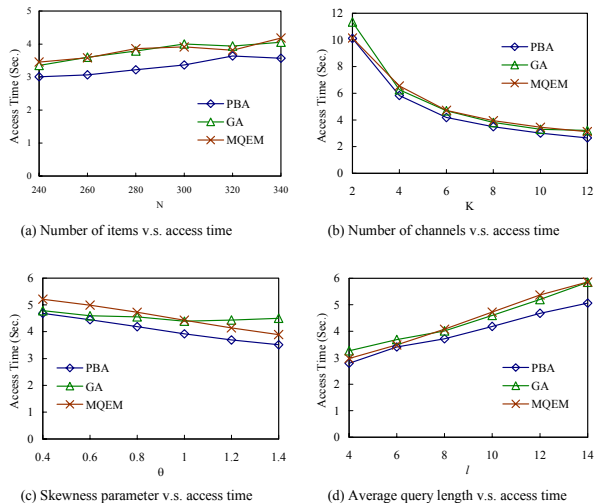 5
4
3
2
1
0
Access Time (Sec.)
240 260 280 300 320 340
N
PBA
GA
MQEM
(a) Number of items v.s. access time
12
10
8
6
4
2
0
Access Time (Sec.)
2 4 6 8 10 12
K
PBA
GA
MQEM
(b) Number of channels v.s. access time
6
5
4
3
2
1
0
Access Time (Sec.)
0.4 0.6 0.8 1 1.2 1.4
θ
PBA
GA
MQEM
(c) Skewness parameter v.s. access time
6
5
4
3
2
1
0
Access Time (Sec.)
4 6 8 10 12 14
l
PBA
GA
MQEM
(d) Average query length v.s. access time